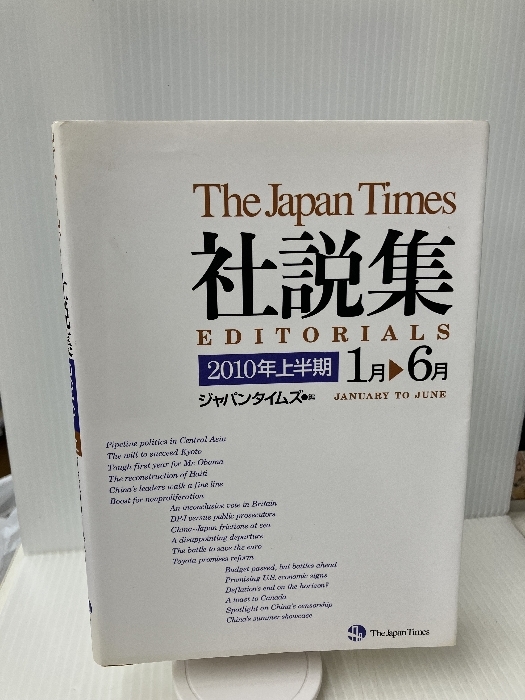 The Japan Times
社説集
EDITORIALS
2010年上半期 1月▶6月
ジャパンタイムズ●編 JANUARY TO JUNE
Pipeline politics in Central Asia
The will to succeed Kyoto
Tough first year for Mr. Obama
The reconstruction of Haiti
China's leaders walk a fine line
Boost for nonproliferation
An inconclusive vote in Britain
DPJ versus public prosecutors
China-Japan frictions at sea
A disappointing departure
The battle to save the euro
Toyota promises reform
Budget passed, but battles ahead
Promising U.S. economic signs
Deflation's end on the horizon?
A toast to Canada
Spotlight on China's censorship
China's summer showcase
The Japan Times